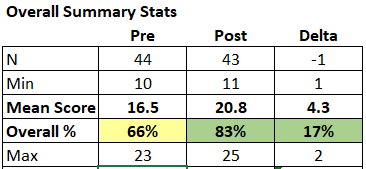 Overall Summary Stats
Pre Post Delta
N 44 43 -1
Min 10 11 1
Mean Score 16.5 20.8 4.3
Overall % 66% 83% 17%
Max 23 25 2